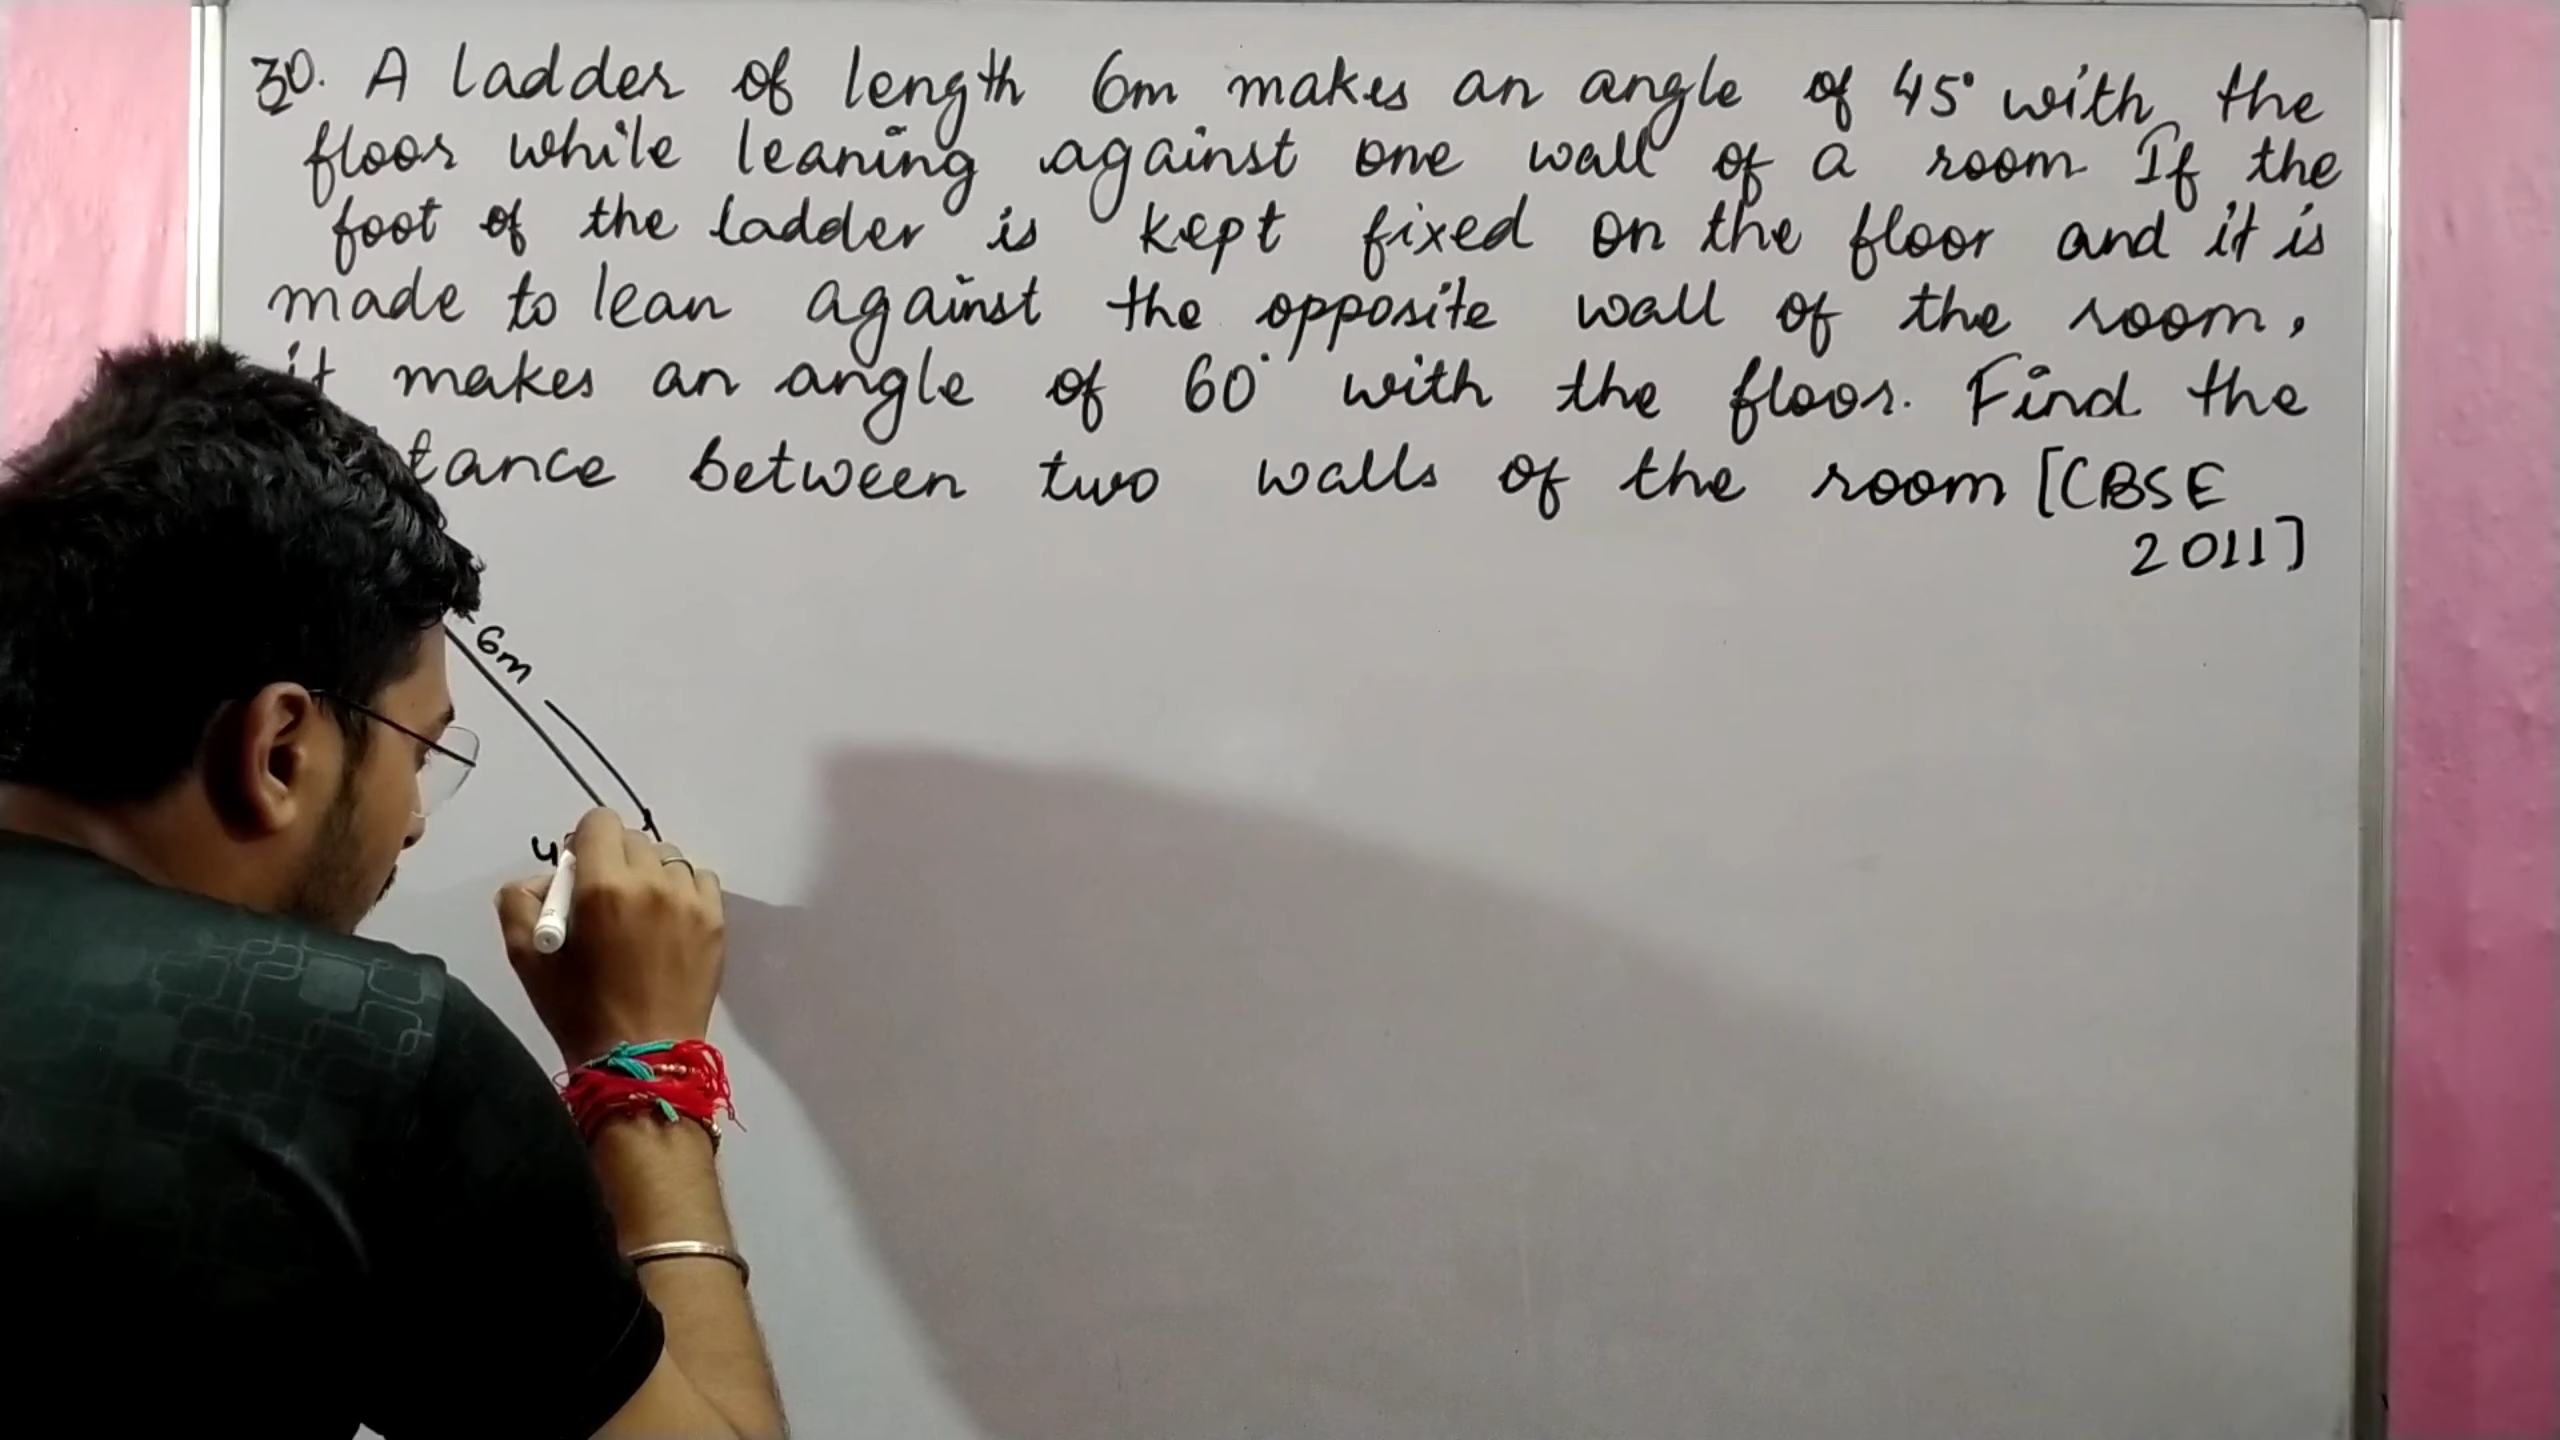 30. A ladder of length 6m makes an angle of 45° with the
floor while leaning against one wall of a room If the
foot of the ladder is kept fixed on the floor and it is
made to lean against the opposite wall of the room,
it makes an angle of 60° with the floor. Find the
tance between two walls of the room [CBSE
2011]
6m
4